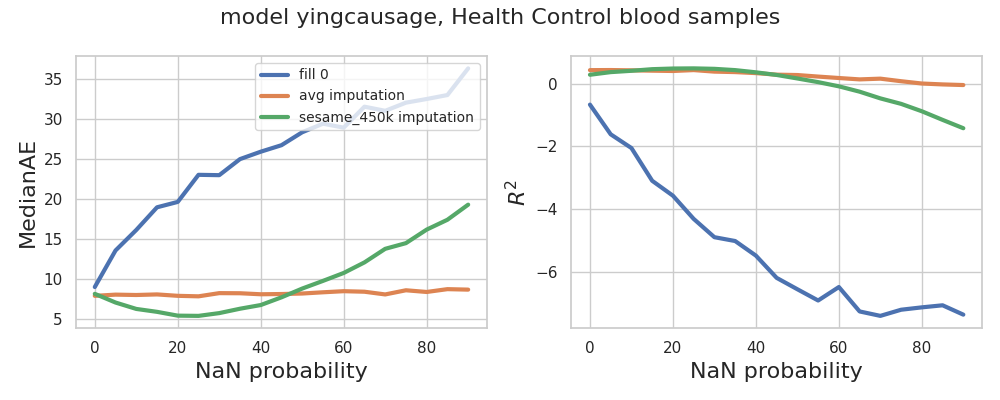 model yingcausage, Health Control blood samples
MedianAE
35
30
25
20
15
10
5
fill 0
avg imputation
sesame_450k imputation
0
20
40
60
80
NaN probability
R²
0
−2
−4
−6
0
20
40
60
80
NaN probability